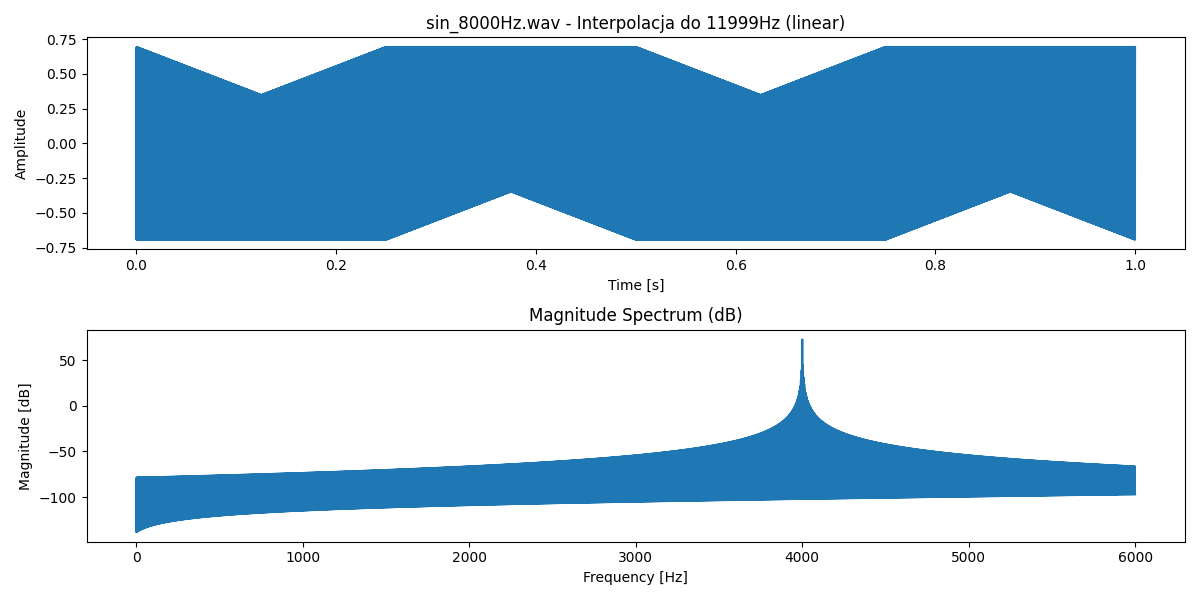 sin_8000Hz.wav - Interpolacja do 11999Hz (linear)
0.75
0.50
0.25
0.00
−0.25
−0.50
−0.75
Amplitude
0.0 0.2 0.4 0.6 0.8 1.0
Time [s]
Magnitude Spectrum (dB)
50
0
−50
−100
Magnitude [dB]
0 1000 2000 3000 4000 5000 6000
Frequency [Hz]